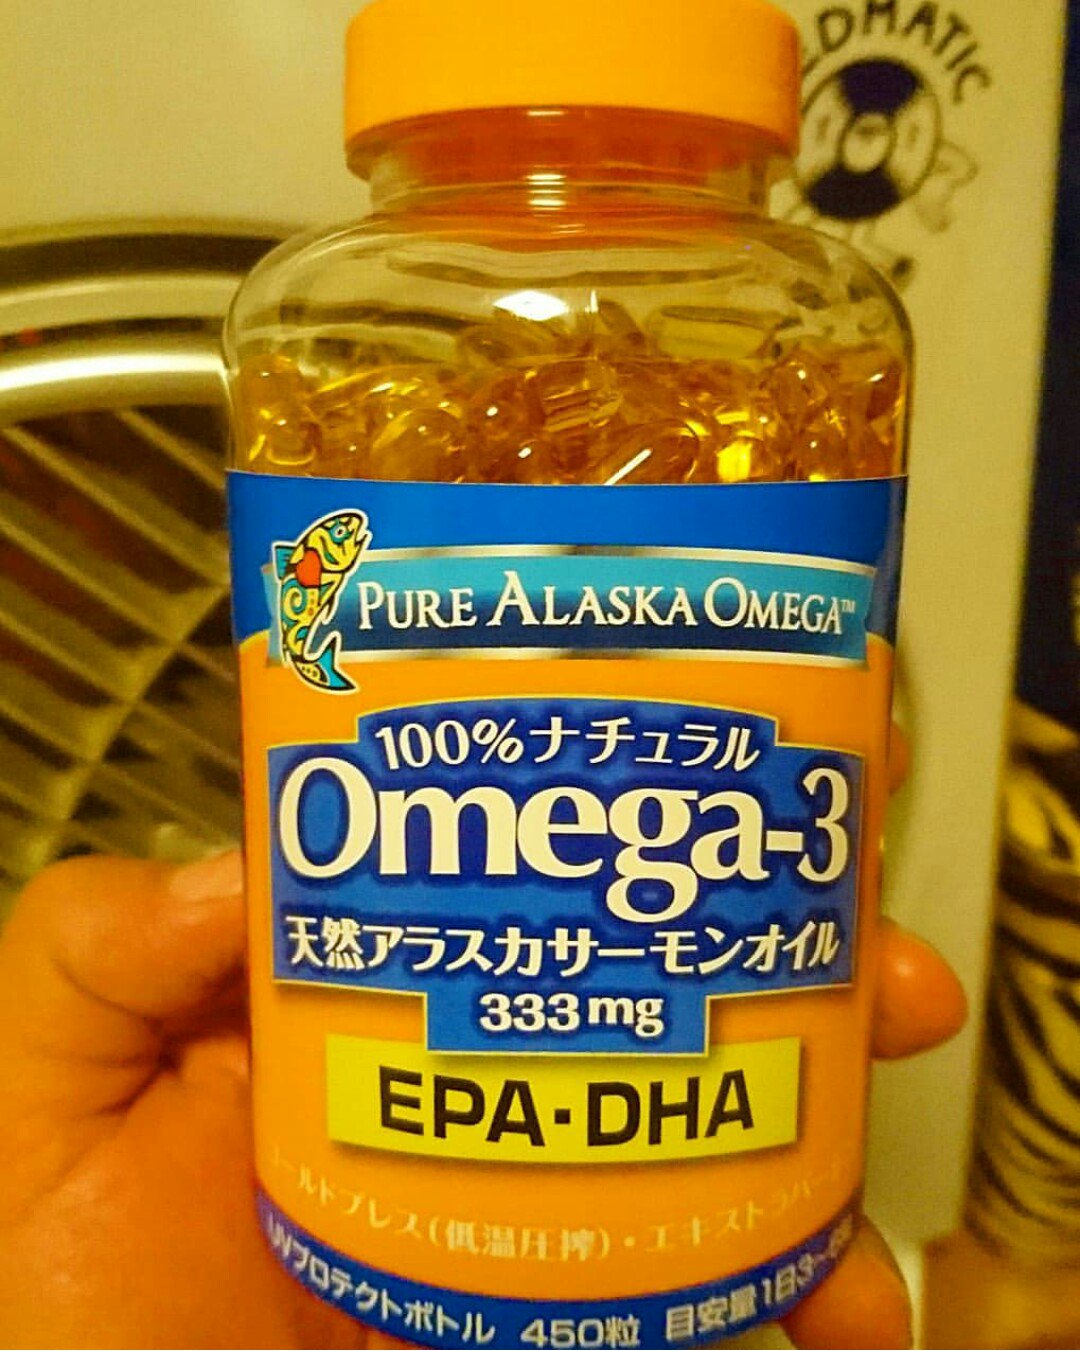 EDMATIC
PURE ALASKA OMEGA™
100%ナチュラル
Omega-3
天然アラスカサーモンオイル
333mg
EPA・DHA
コールドプレス(低温圧搾)・エキストラバー
UVプロテクトボトル 450粒 目安量1日3~6粒